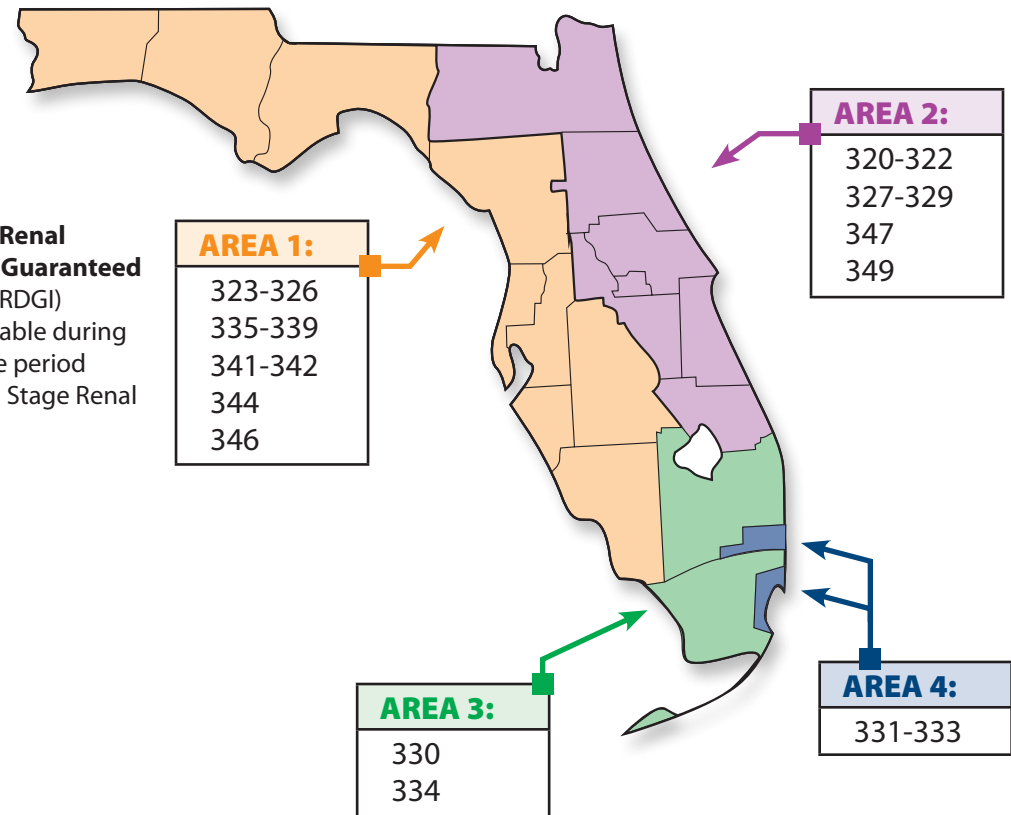 Renal
Guaranteed
RDGI)
able during
e period
Stage Renal
AREA 1:
323-326
335-339
341-342
344
346
AREA 2:
320-322
327-329
347
349
AREA 3:
330
334
AREA 4:
331-333